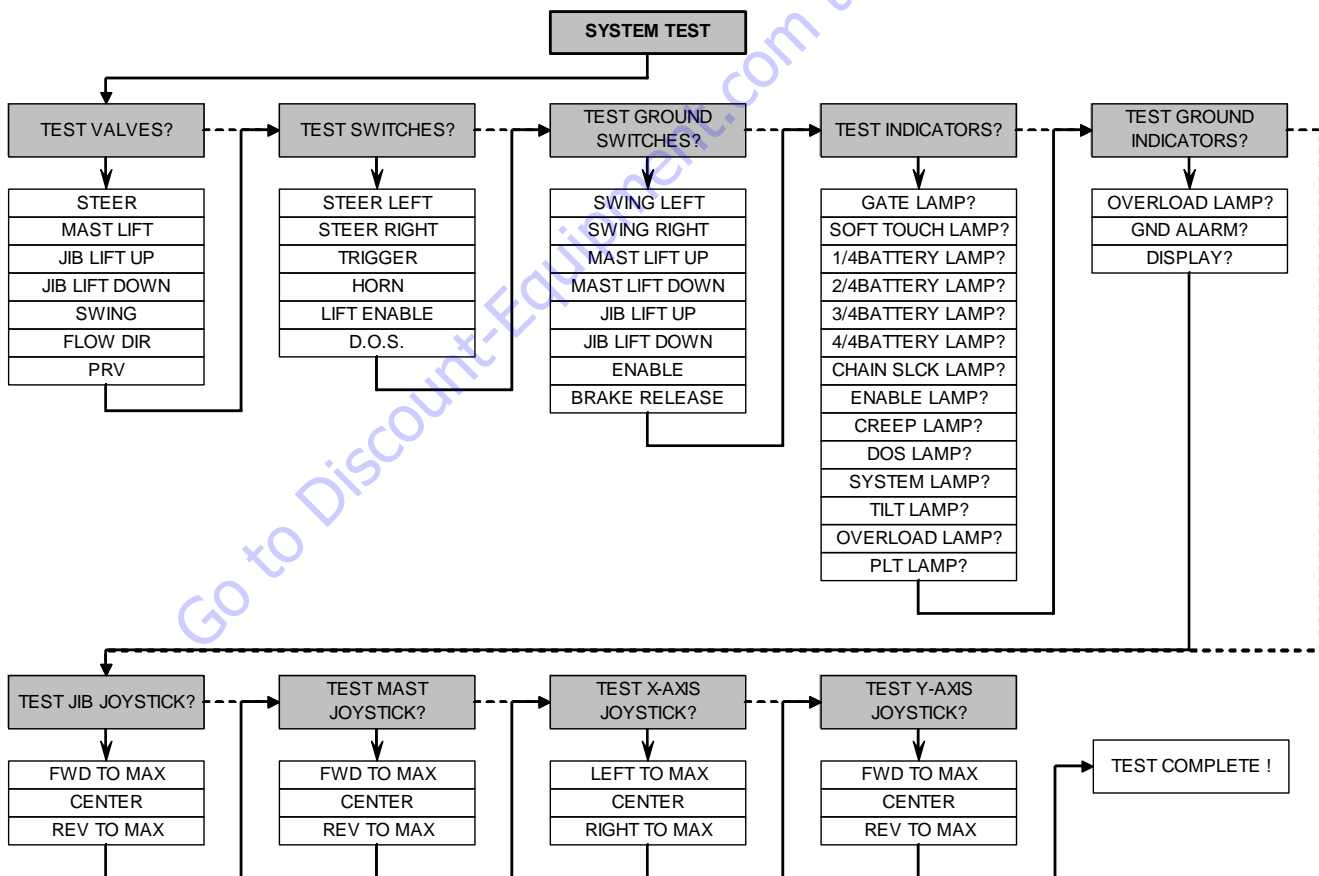 SYSTEM TEST
TEST VALVES?
STEER
MAST LIFT
JIB LIFT UP
JIB LIFT DOWN
SWING
FLOW DIR
PRV
TEST SWITCHES?
STEER LEFT
STEER RIGHT
TRIGGER
HORN
LIFT ENABLE
D.O.S.
TEST GROUND
SWITCHES?
SWING LEFT
SWING RIGHT
MAST LIFT UP
MAST LIFT DOWN
JIB LIFT UP
JIB LIFT DOWN
ENABLE
BRAKE RELEASE
TEST INDICATORS?
GATE LAMP?
SOFT TOUCH LAMP?
1/4BATTERY LAMP?
2/4BATTERY LAMP?
3/4BATTERY LAMP?
4/4BATTERY LAMP?
CHAIN SLCK LAMP?
ENABLE LAMP?
CREEP LAMP?
DOS LAMP?
SYSTEM LAMP?
TILT LAMP?
OVERLOAD LAMP?
PLT LAMP?
TEST GROUND
INDICATORS?
OVERLOAD LAMP?
GND ALARM?
DISPLAY?
TEST JIB JOYSTICK?
FWD TO MAX
CENTER
REV TO MAX
TEST MAST
JOYSTICK?
FWD TO MAX
CENTER
REV TO MAX
TEST X-AXIS
JOYSTICK?
LEFT TO MAX
CENTER
RIGHT TO MAX
TEST Y-AXIS
JOYSTICK?
FWD TO MAX
CENTER
REV TO MAX
TEST COMPLETE !
Go to Discount-Equipment.com t